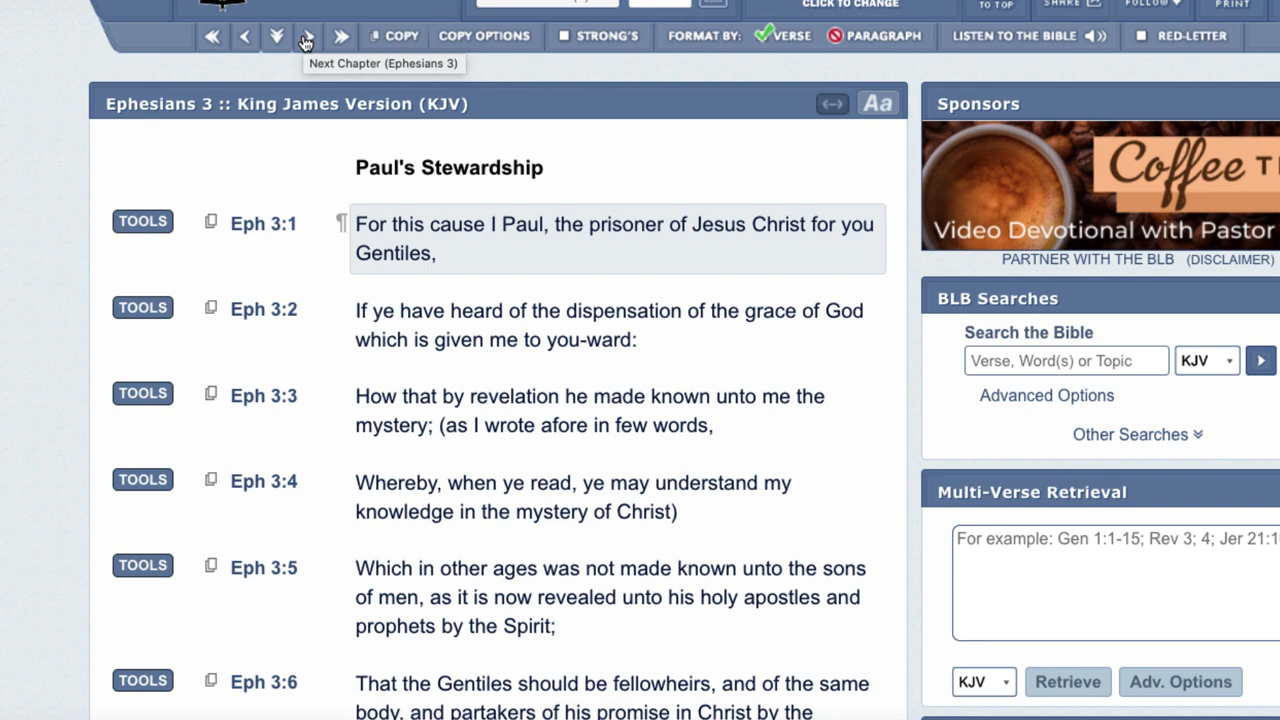 CLICK TO CHANGE
TO TOP
SHARE
FOLLOW
PRINT
COPY
COPY OPTIONS
STRONG'S
FORMAT BY:
VERSE
PARAGRAPH
LISTEN TO THE BIBLE
RED-LETTER
Next Chapter (Ephesians 3)
Ephesians 3 :: King James Version (KJV)
Aa
Paul's Stewardship
TOOLS
Eph 3:1
¶
For this cause I Paul, the prisoner of Jesus Christ for you
Gentiles,
TOOLS
Eph 3:2
If ye have heard of the dispensation of the grace of God
which is given me to you-ward:
TOOLS
Eph 3:3
How that by revelation he made known unto me the
mystery; (as I wrote afore in few words,
TOOLS
Eph 3:4
Whereby, when ye read, ye may understand my
knowledge in the mystery of Christ)
TOOLS
Eph 3:5
Which in other ages was not made known unto the sons
of men, as it is now revealed unto his holy apostles and
prophets by the Spirit;
TOOLS
Eph 3:6
That the Gentiles should be fellowheirs, and of the same
body, and partakers of his promise in Christ by the
Sponsors
Coffee
Video Devotional with Pastor
PARTNER WITH THE BLB (DISCLAIMER)
BLB Searches
Search the Bible
Verse, Word(s) or Topic
KJV
Advanced Options
Other Searches
Multi-Verse Retrieval
For example: Gen 1:1-15; Rev 3; 4; Jer
KJV
Retrieve
Adv. Options